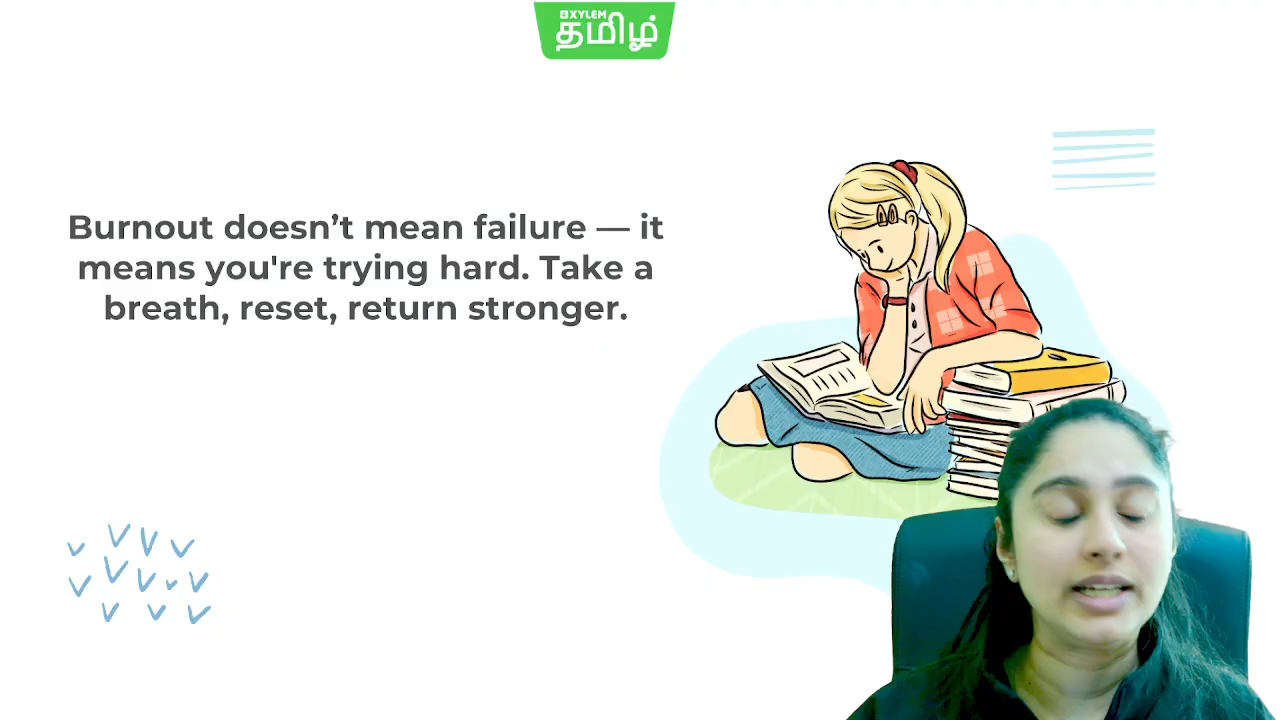 XYLEM
தமிழ்
Burnout doesn’t mean failure — it
means you're trying hard. Take a
breath, reset, return stronger.